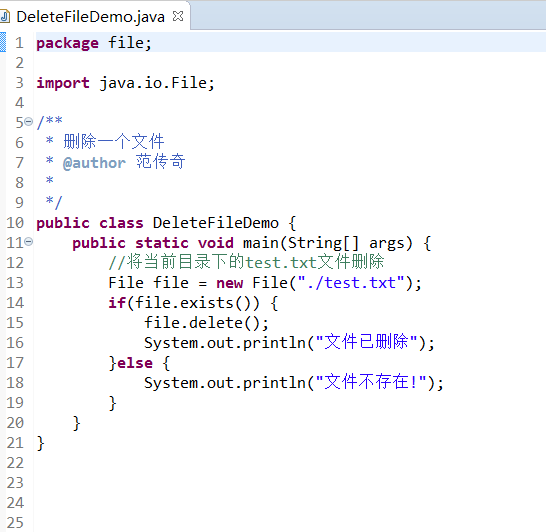 DeleteFileDemo.java
1 package file;
2
3 import java.io.File;
4
5 /**
6  * 删除一个文件
7  * @author 范传奇
8  *
9  */
10 public class DeleteFileDemo {
11     public static void main(String[] args) {
12         //将当前目录下的test.txt文件删除
13         File file = new File("./test.txt");
14         if(file.exists()) {
15             file.delete();
16             System.out.println("文件已删除");
17         }else {
18             System.out.println("文件不存在!");
19         }
20     }
21 }
22
23
24
25